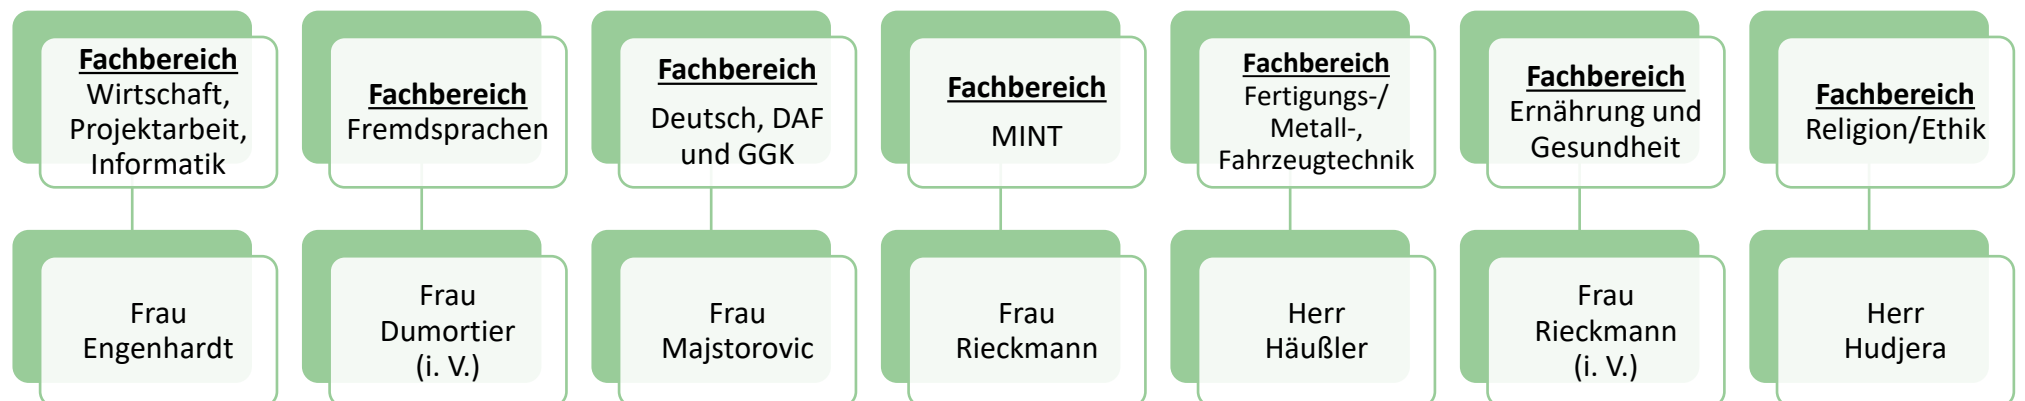 Fachbereich
Wirtschaft,
Projektarbeit,
Informatik
Fachbereich
Fremdsprachen
Fachbereich
Deutsch, DAF
und GGK
Fachbereich
MINT
Fachbereich
Fertigungs-/
Metall-,
Fahrzeugtechnik
Fachbereich
Ernährung und
Gesundheit
Fachbereich
Religion/Ethik
Frau
Engenhardt
Frau
Dumortier
(i. V.)
Frau
Majstorovic
Frau
Rieckmann
Herr
Häußler
Frau
Rieckmann
(i. V.)
Herr
Hudjera